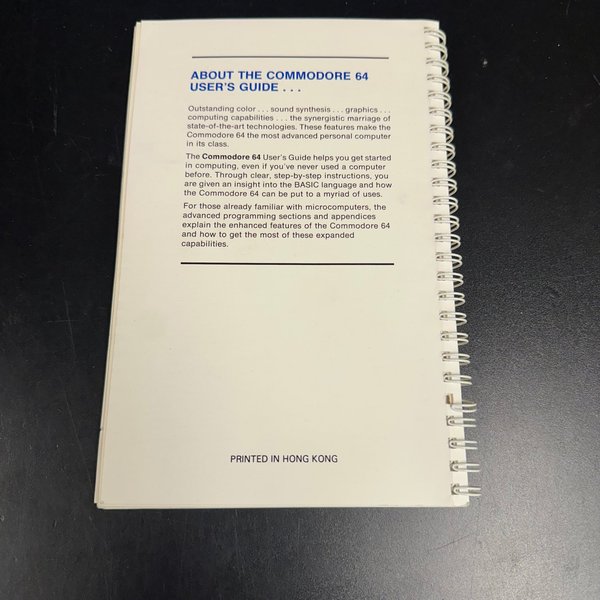 ABOUT THE COMMODORE 64
USER'S GUIDE . . .
Outstanding color . . . sound synthesis . . . graphics . . .
computing capabilities . . . the synergistic marriage of
state-of-the-art technologies. These features make the
Commodore 64 the most advanced personal computer
in its class.
The Commodore 64 User's Guide helps you get started
in computing, even if you've never used a computer
before. Through clear, step-by-step instructions, you
are given an insight into the BASIC language and how
the Commodore 64 can be put to a myriad of uses.
For those already familiar with microcomputers, the
advanced programming sections and appendices
explain the enhanced features of the Commodore 64
and how to get the most of these expanded
capabilities.
PRINTED IN HONG KONG